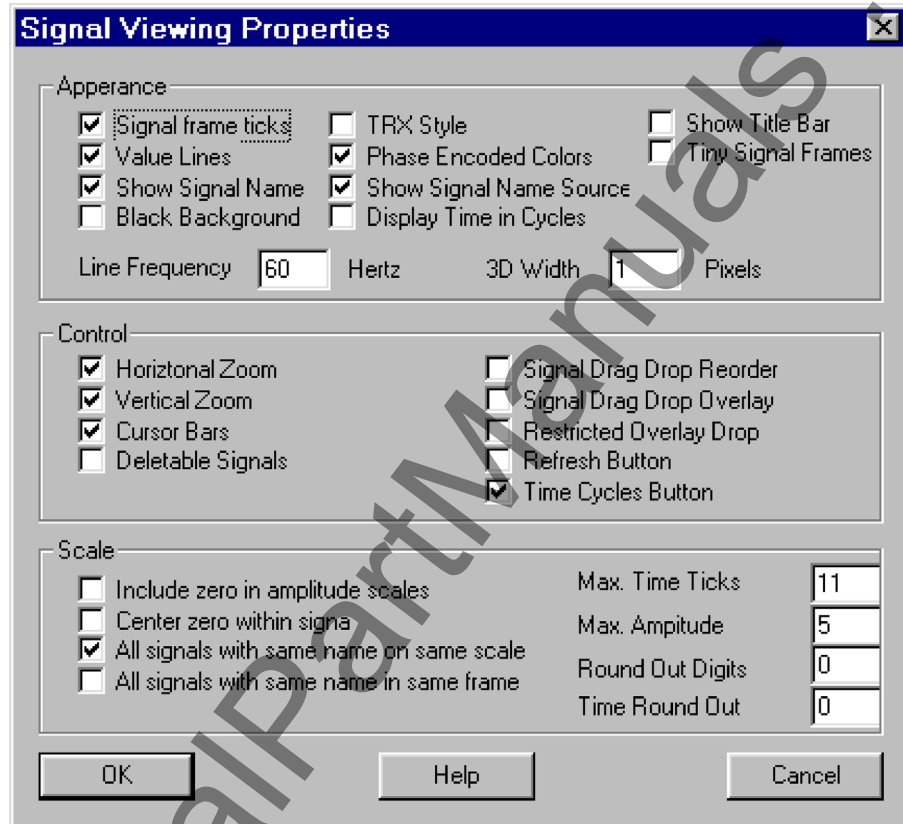 Signal Viewing Properties
Apperance
Signal frame ticks
Value Lines
Show Signal Name
Black Background
TRX Style
Phase Encoded Colors
Show Signal Name Source
Display Time in Cycles
Show Title Bar
Tiny Signal Frames
Line Frequency 60 Hertz 3D Width 1 Pixels
Control
Horiztonal Zoom
Vertical Zoom
Cursor Bars
Deletable Signals
Signal Drag Drop Reorder
Signal Drag Drop Overlay
Restricted Overlay Drop
Refresh Button
Time Cycles Button
Scale
Include zero in amplitude scales
Center zero within signa
All signals with same name on same scale
All signals with same name in same frame
Max. Time Ticks 11
Max. Ampitude 5
Round Out Digits 0
Time Round Out 0
OK Help Cancel
alPartManuals